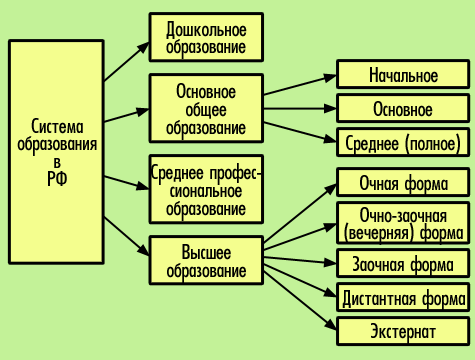 Система
образования
в
РФ
Дошкольное
образование
Основное
общее
образование
Среднее профес-
сиональное
образование
Высшее
образование
Начальное
Основное
Среднее (полное)
Очная форма
Очно-заочная
(вечерняя) форма
Заочная форма
Дистантная форма
Экстернат